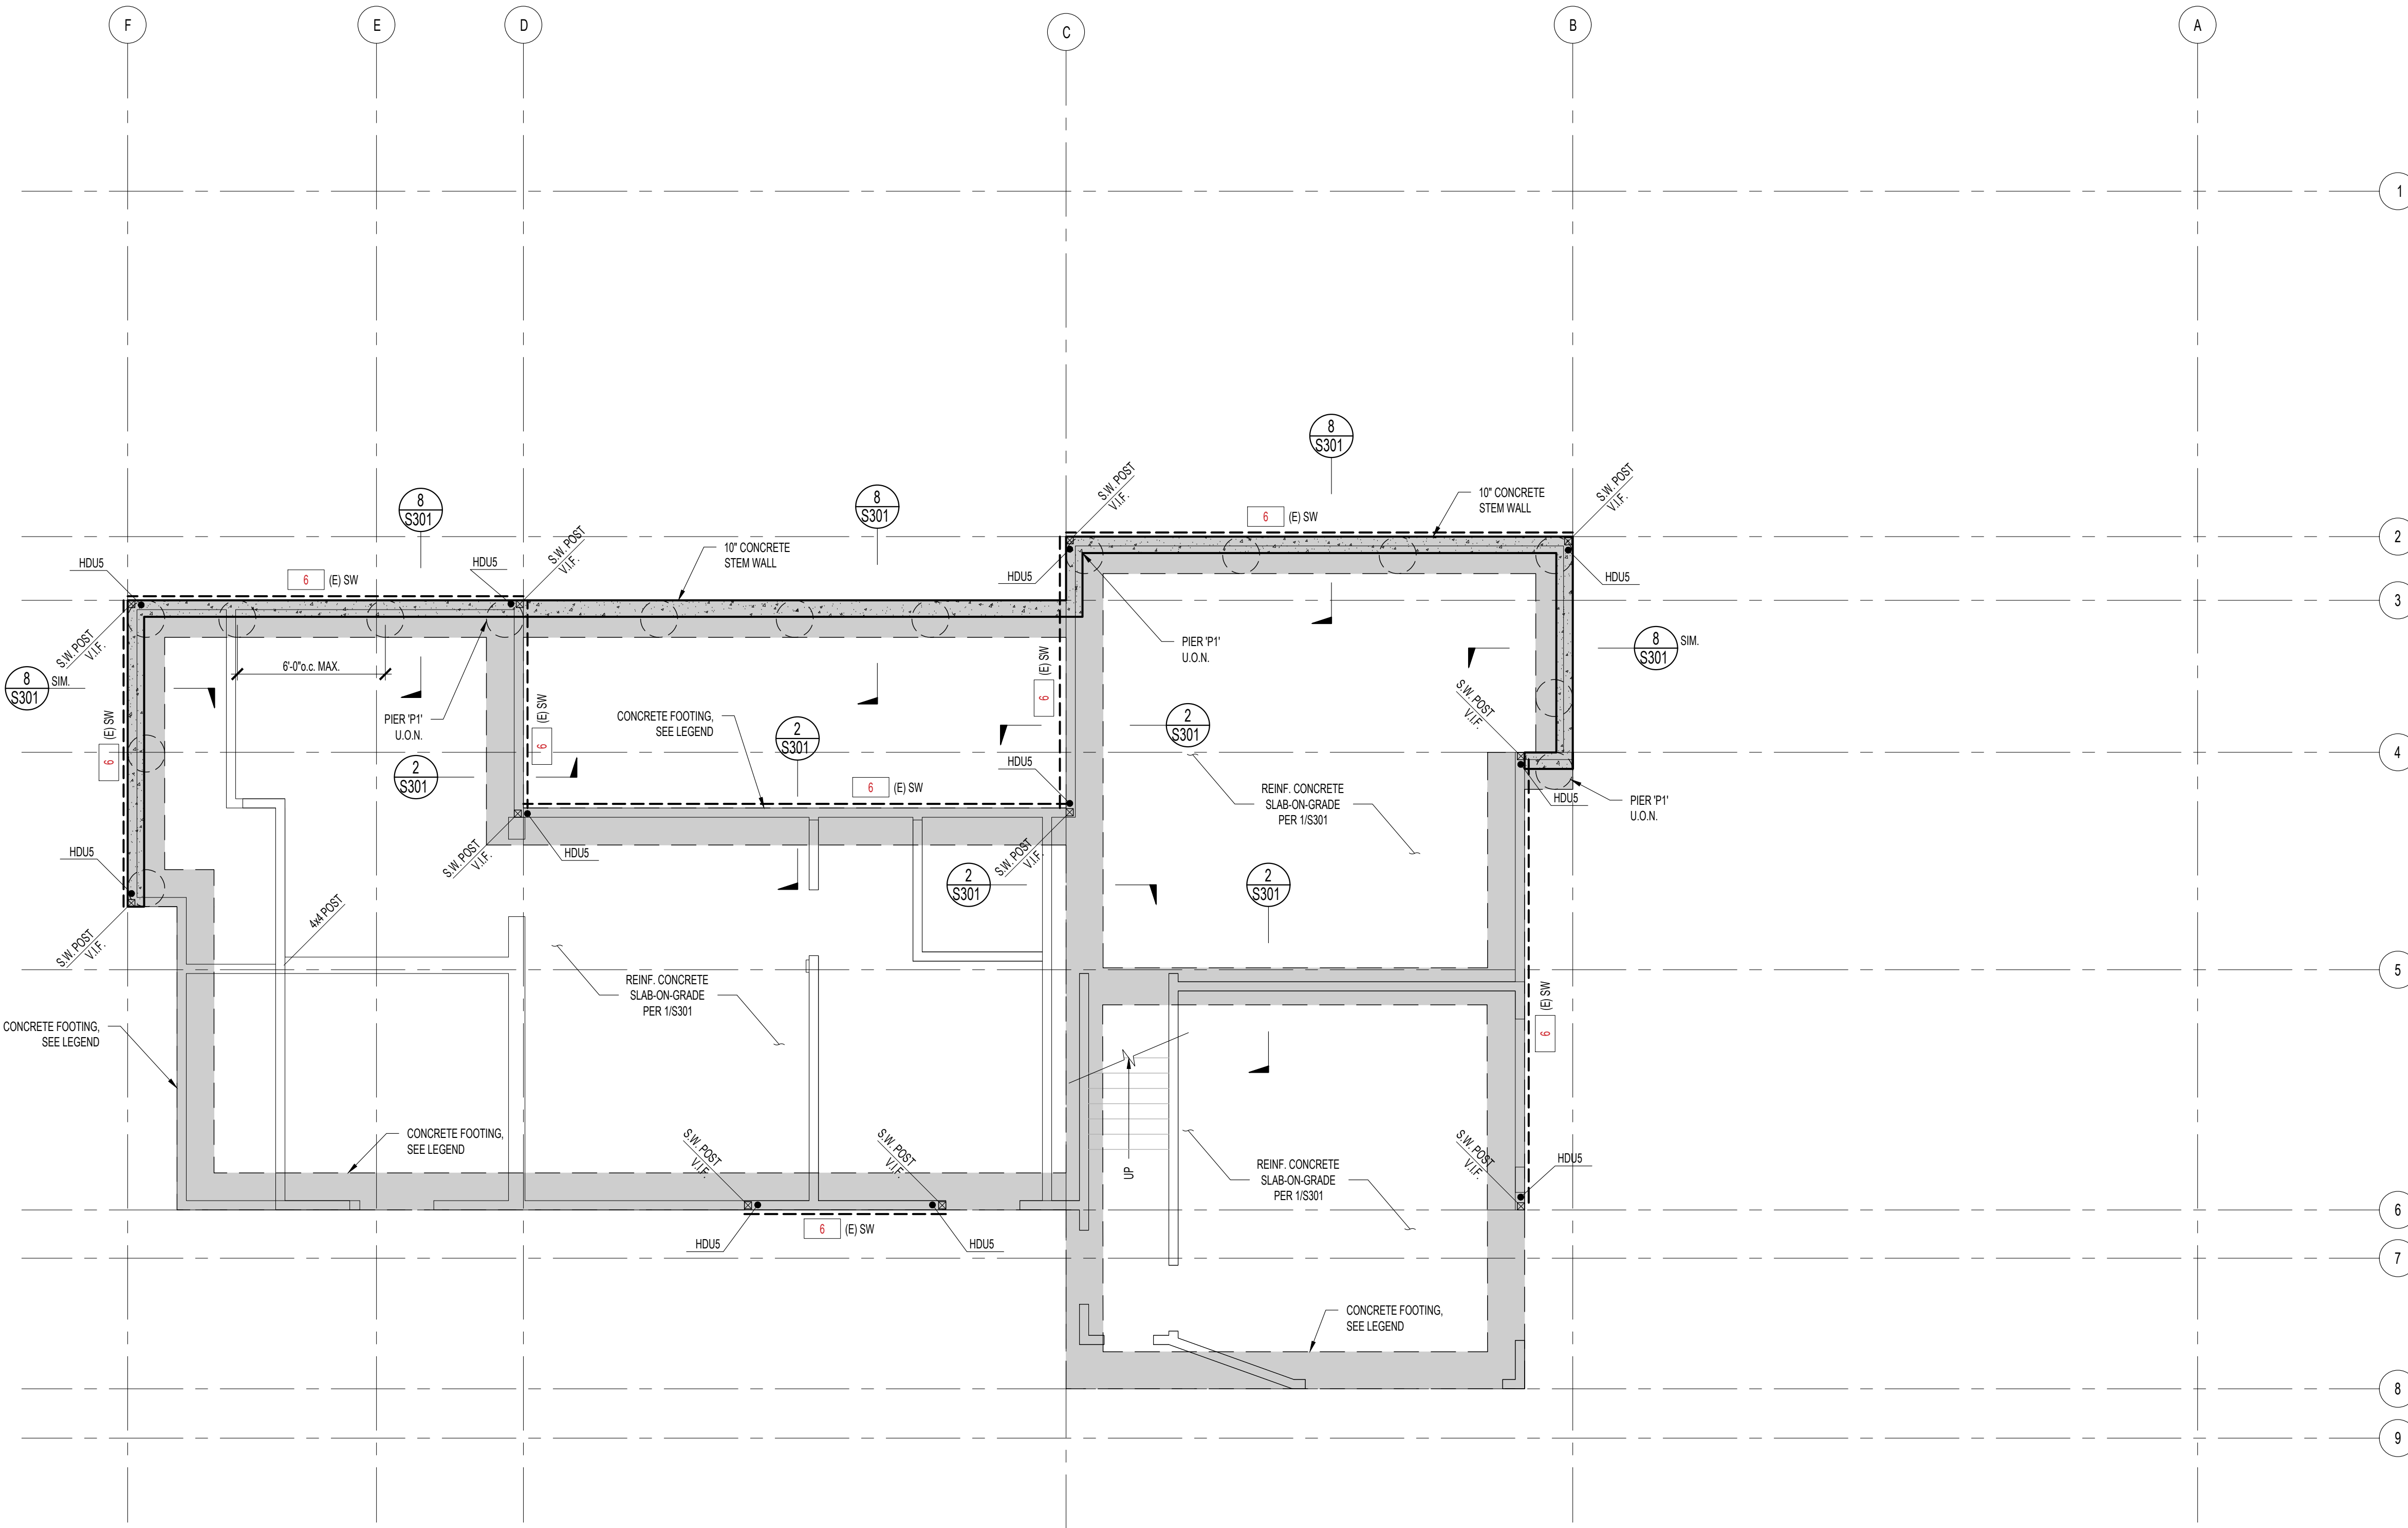 F
E
D
C
B
A
1
2
3
4
5
6
7
8
9
8
S301
8
S301
8
S301
S.W. POST
V.I.F.
S.W. POST
V.I.F.
10" CONCRETE
STEM WALL
6
(E) SW
HDU5
HDU5
HDU5
HDU5
S.W. POST
V.I.F.
10" CONCRETE
STEM WALL
6
(E) SW
S.W. POST
V.I.F.
8
S301
SIM.
8
S301
SIM.
6'-0"o.c. MAX.
PIER 'P1'
U.O.N.
PIER 'P1'
U.O.N.
6
(E) SW
6
(E) SW
6
(E) SW
CONCRETE FOOTING,
SEE LEGEND
2
S301
2
S301
2
S301
S.W. POST
V.I.F.
HDU5
6
(E) SW
REINF. CONCRETE
SLAB-ON-GRADE
PER 1/S301
HDU5
PIER 'P1'
U.O.N.
HDU5
S.W. POST
V.I.F.
HDU5
S.W. POST
V.I.F.
2
S301
2
S301
4x4 POST
S.W. POST
V.I.F.
REINF. CONCRETE
SLAB-ON-GRADE
PER 1/S301
6
(E) SW
CONCRETE FOOTING,
SEE LEGEND
CONCRETE FOOTING,
SEE LEGEND
S.W. POST
V.I.F.
S.W. POST
V.I.F.
UP
REINF. CONCRETE
SLAB-ON-GRADE
PER 1/S301
S.W. POST
V.I.F.
HDU5
6
(E) SW
HDU5
HDU5
CONCRETE FOOTING,
SEE LEGEND